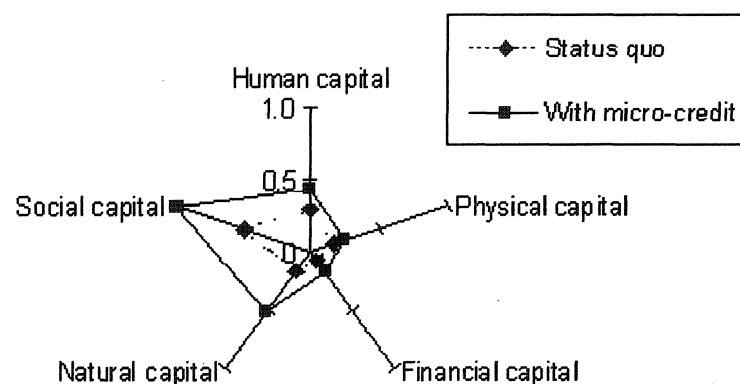 Status quo
With micro-credit
Human capital
1.0
0.5
0
Social capital
Physical capital
Natural capital
Financial capital